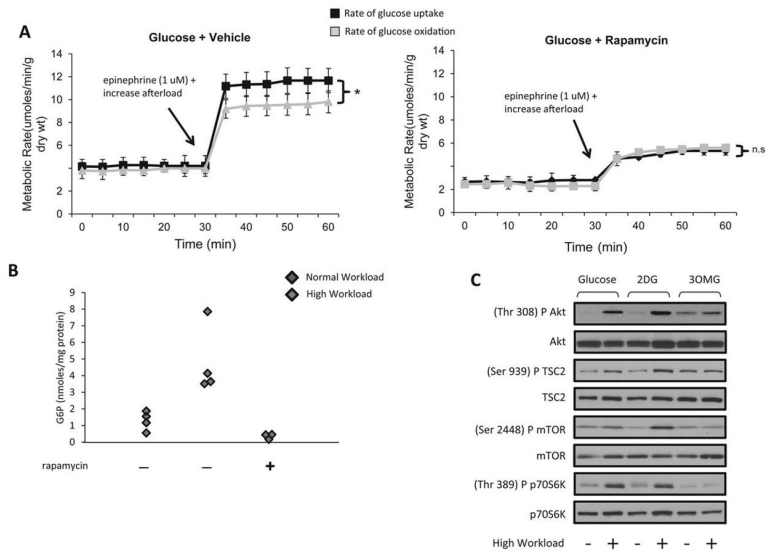 Rate of glucose uptake
Rate of glucose oxidation
A
Glucose + Vehicle
Metabolic Rate(umoles/min/g
dry wt)
14
12
10
8
6
4
2
0
epinephrine (1 uM) +
increase afterload
*
0 10 20 30 40 50 60
Time (min)
Glucose + Rapamycin
Metabolic Rate(umoles/min/g
dry wt)
14
12
10
8
6
4
2
0
epinephrine (1 uM) +
increase afterload
n.s
0 10 20 30 40 50 60
Time (min)
B
Normal Workload
High Workload
G6P (nmoles/mg protein)
9
8
7
6
5
4
3
2
1
0
rapamycin – – +
C
Glucose 2DG 3OMG
(Thr 308) P Akt
Akt
(Ser 939) P TSC2
TSC2
(Ser 2448) P mTOR
mTOR
(Thr 389) P p70S6K
p70S6K
High Workload - + - + - +